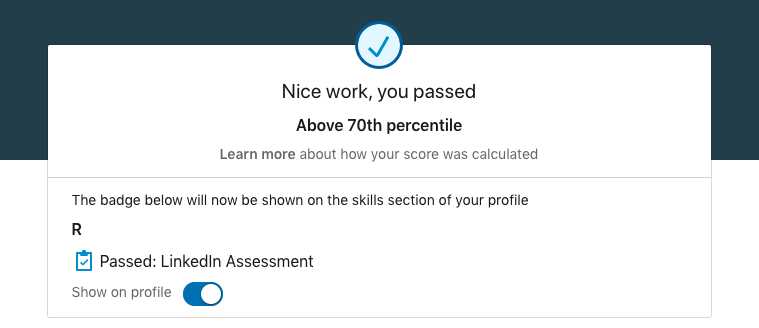 Nice work, you passed
Above 70th percentile
Learn more about how your score was calculated
The badge below will now be shown on the skills section of your profile
R
Passed: LinkedIn Assessment
Show on profile